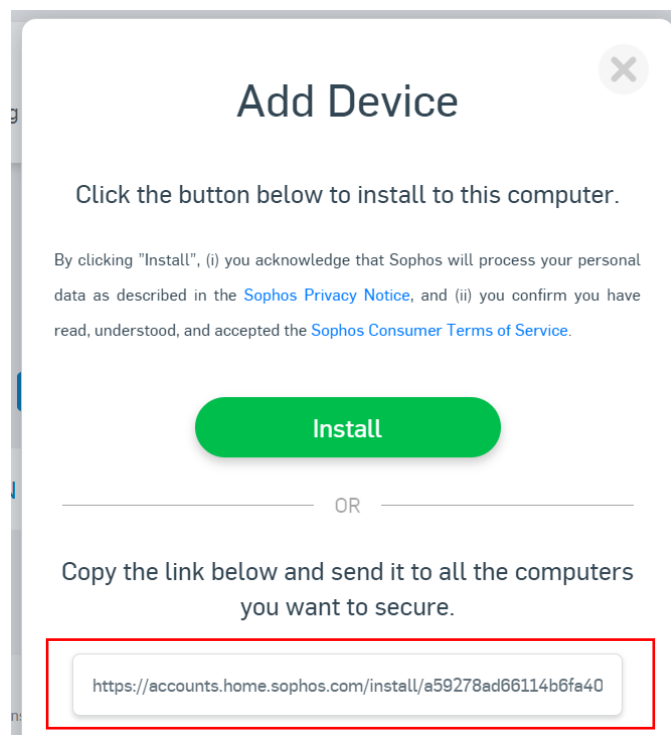 Add Device
Click the button below to install to this computer.
By clicking "Install", (i) you acknowledge that Sophos will process your personal
data as described in the Sophos Privacy Notice, and (ii) you confirm you have
read, understood, and accepted the Sophos Consumer Terms of Service.
Install
OR
Copy the link below and send it to all the computers
you want to secure.
https://accounts.home.sophos.com/install/a59278ad66114b6fa40